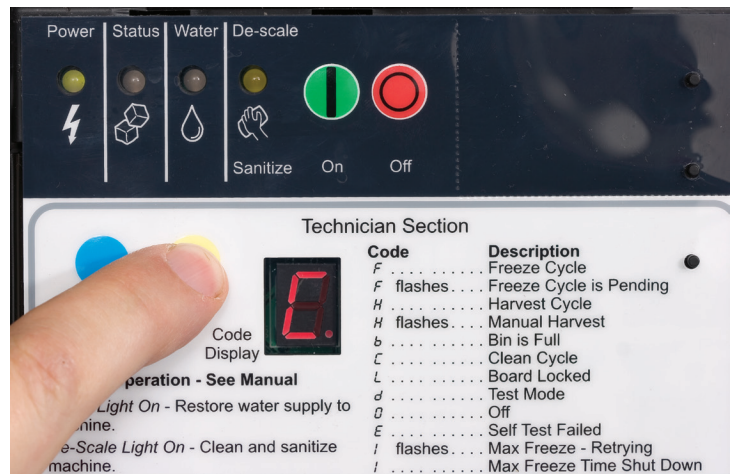 Power Status Water De-scale
Sanitize On Off
Technician Section
Code Description
F . . . . . . . . . . Freeze Cycle
F flashes . . . . Freeze Cycle is Pending
H . . . . . . . . . . Harvest Cycle
H flashes . . . . Manual Harvest
b . . . . . . . . . . Bin is Full
C . . . . . . . . . . Clean Cycle
L . . . . . . . . . . Board Locked
d . . . . . . . . . . Test Mode
0 . . . . . . . . . . Off
E . . . . . . . . . . Self Test Failed
I flashes . . . . Max Freeze - Retrying
I . . . . . . . . . . Max Freeze Time Shut Down
C.
Code
Display
peration - See Manual
Light On - Restore water supply to
hine.
e-Scale Light On - Clean and sanitize
machine.